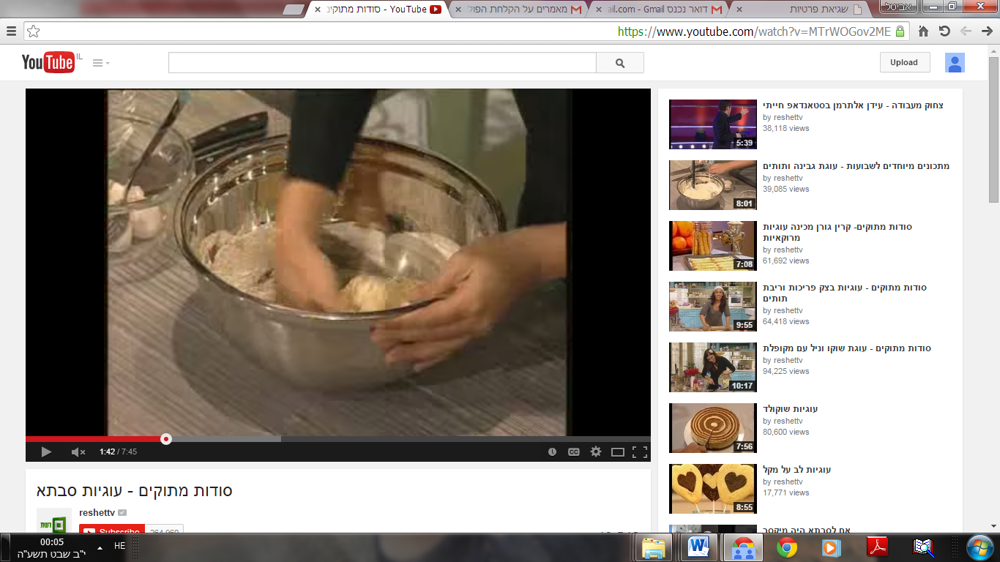 אביטל
שגיאת פרטיות
דואר נכנס - ail.com - Gmail
מאמרים על הקלחת הפול
סודות מתוקים - YouTube
https://www.youtube.com/watch?v=MTrWOGov2ME
YouTube IL
Upload
1:42 / 7:45
CC
סודות מתוקים - עוגיות סבתא
reshettv
רשת
Subscribe
צחוק מעבודה - עידן אלתרמן בסטאנדאפ חייתי
by reshettv
38,118 views
5:39
מתכונים מיוחדים לשבועות - עוגת גבינה ותותים
by reshettv
39,085 views
8:01
סודות מתוקים- קרין גורן מכינה עוגיות
מרוקאיות
by reshettv
61,692 views
7:08
סודות מתוקים - עוגיות בצק פריכות וריבת
תותים
by reshettv
64,418 views
9:55
סודות מתוקים - עוגת שוקו וניל עם מקופלת
by reshettv
94,225 views
10:17
עוגיות שוקולד
by reshettv
80,600 views
7:56
עוגיות לב על מקל
by reshettv
17,771 views
8:55
אם לסבתא היה מיקסר
00:05
י"ב שבט תשע"ה
HE